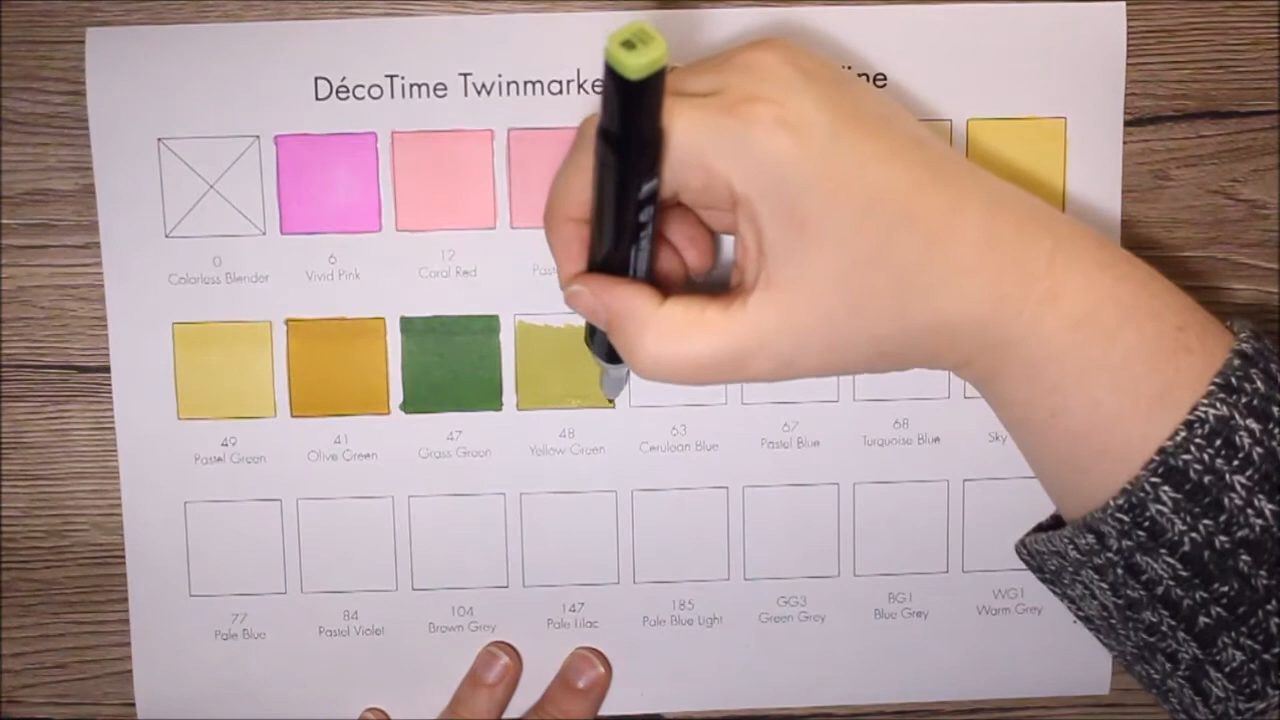 DécoTime Twinmarke
ine
0
Colorless Blender
6
Vivid Pink
12
Coral Red
Past
49
Pastel Green
41
Olive Green
47
Grass Green
48
Yellow Green
63
Cerulean Blue
67
Pastel Blue
68
Turquoise Blue
Sky
77
Pale Blue
84
Pastel Violet
104
Brown Grey
147
Pale Lilac
185
Pale Blue Light
GG3
Green Grey
BG1
Blue Grey
WG1
Warm Grey